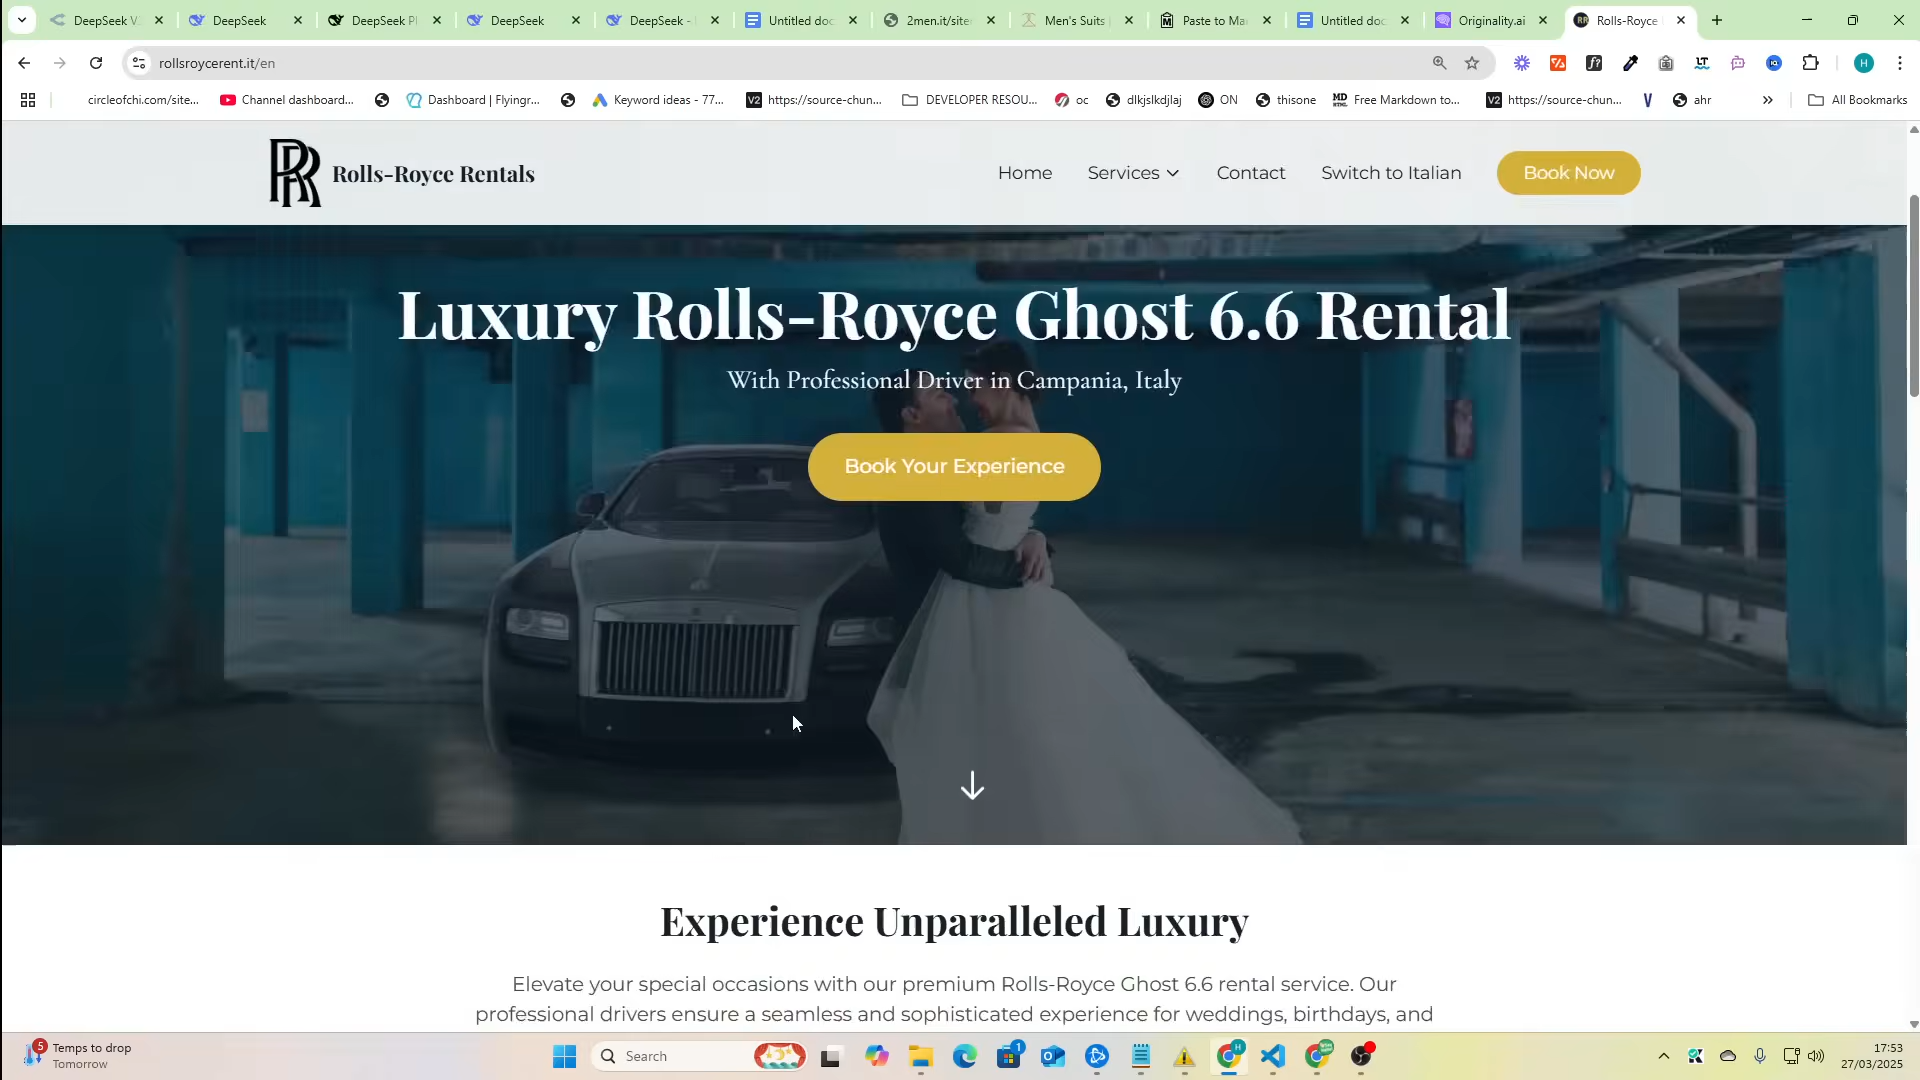 DeepSeek V
DeepSeek
DeepSeek Pl
DeepSeek
DeepSeek -
Untitled doc
2men.it/site
Men's Suits |
Paste to Ma
Untitled doc
Originality.ai
Rolls-Royce
rollsroycerent.it/en
H
circleofchi.com/site...
Channel dashboard...
Dashboard | Flyingr...
Keyword ideas - 77...
https://source-chun...
DEVELOPER RESOU...
oc
dlkjslkdjlaj
ON
thisone
Free Markdown to...
https://source-chun...
ahr
All Bookmarks
Rolls-Royce Rentals
Home
Services
Contact
Switch to Italian
Book Now
Luxury Rolls-Royce Ghost 6.6 Rental
With Professional Driver in Campania, Italy
Book Your Experience
Experience Unparalleled Luxury
Elevate your special occasions with our premium Rolls-Royce Ghost 6.6 rental service. Our
professional drivers ensure a seamless and sophisticated experience for weddings, birthdays, and
5
Temps to drop
Tomorrow
Search
1
17:53
27/03/2025